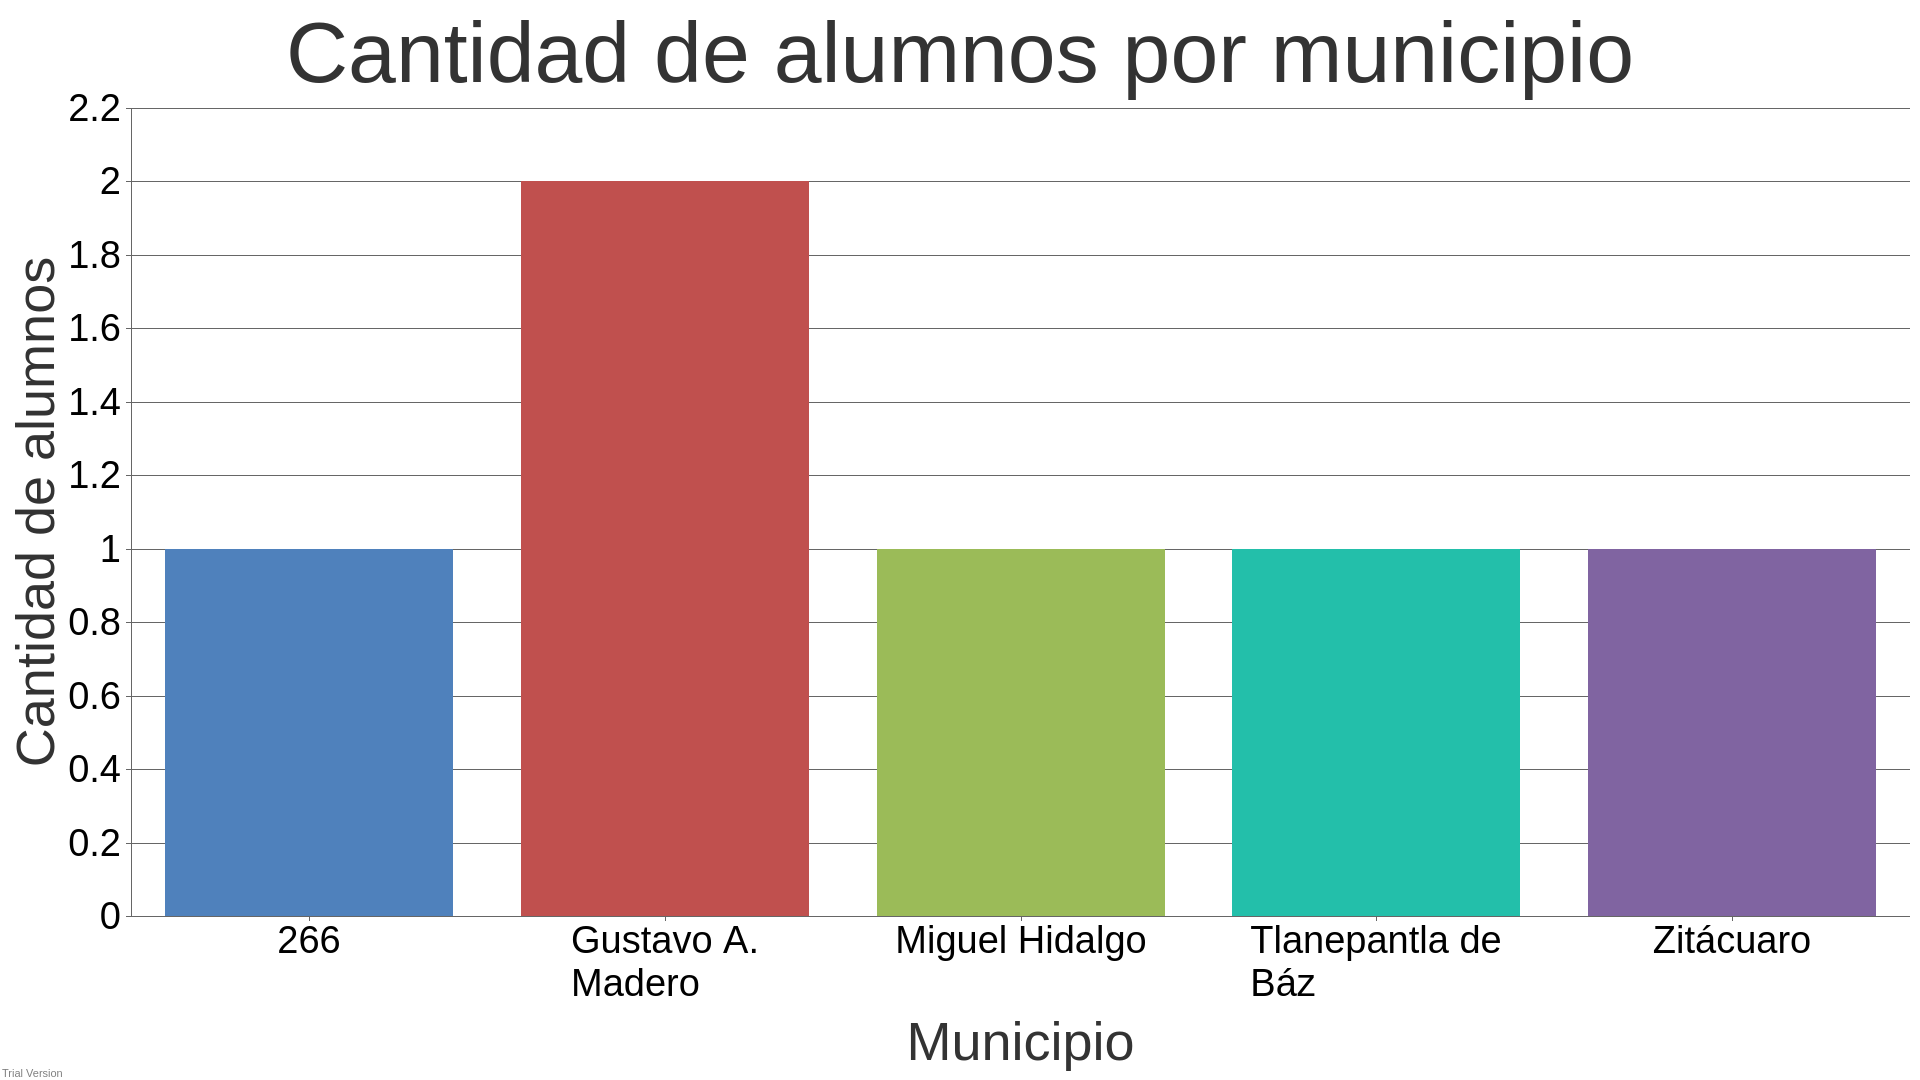 Cantidad de alumnos por municipio
Cantidad de alumnos
2.2
2
1.8
1.6
1.4
1.2
1
0.8
0.6
0.4
0.2
0
266
Gustavo A.
Madero
Miguel Hidalgo
Tlanepantla de
Báz
Zitácuaro
Municipio
Trial Version